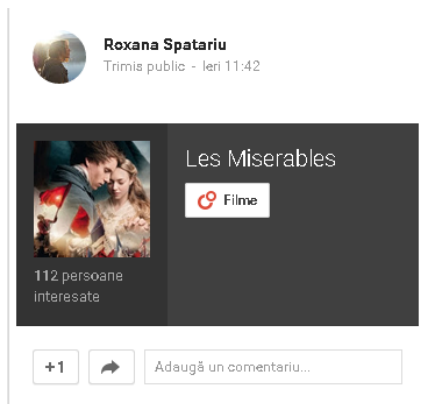 Roxana Spatariu
Trimis public - Ieri 11:42
Les Miserables
Filme
112 persoane
interesate
+1
Adaugă un comentariu...